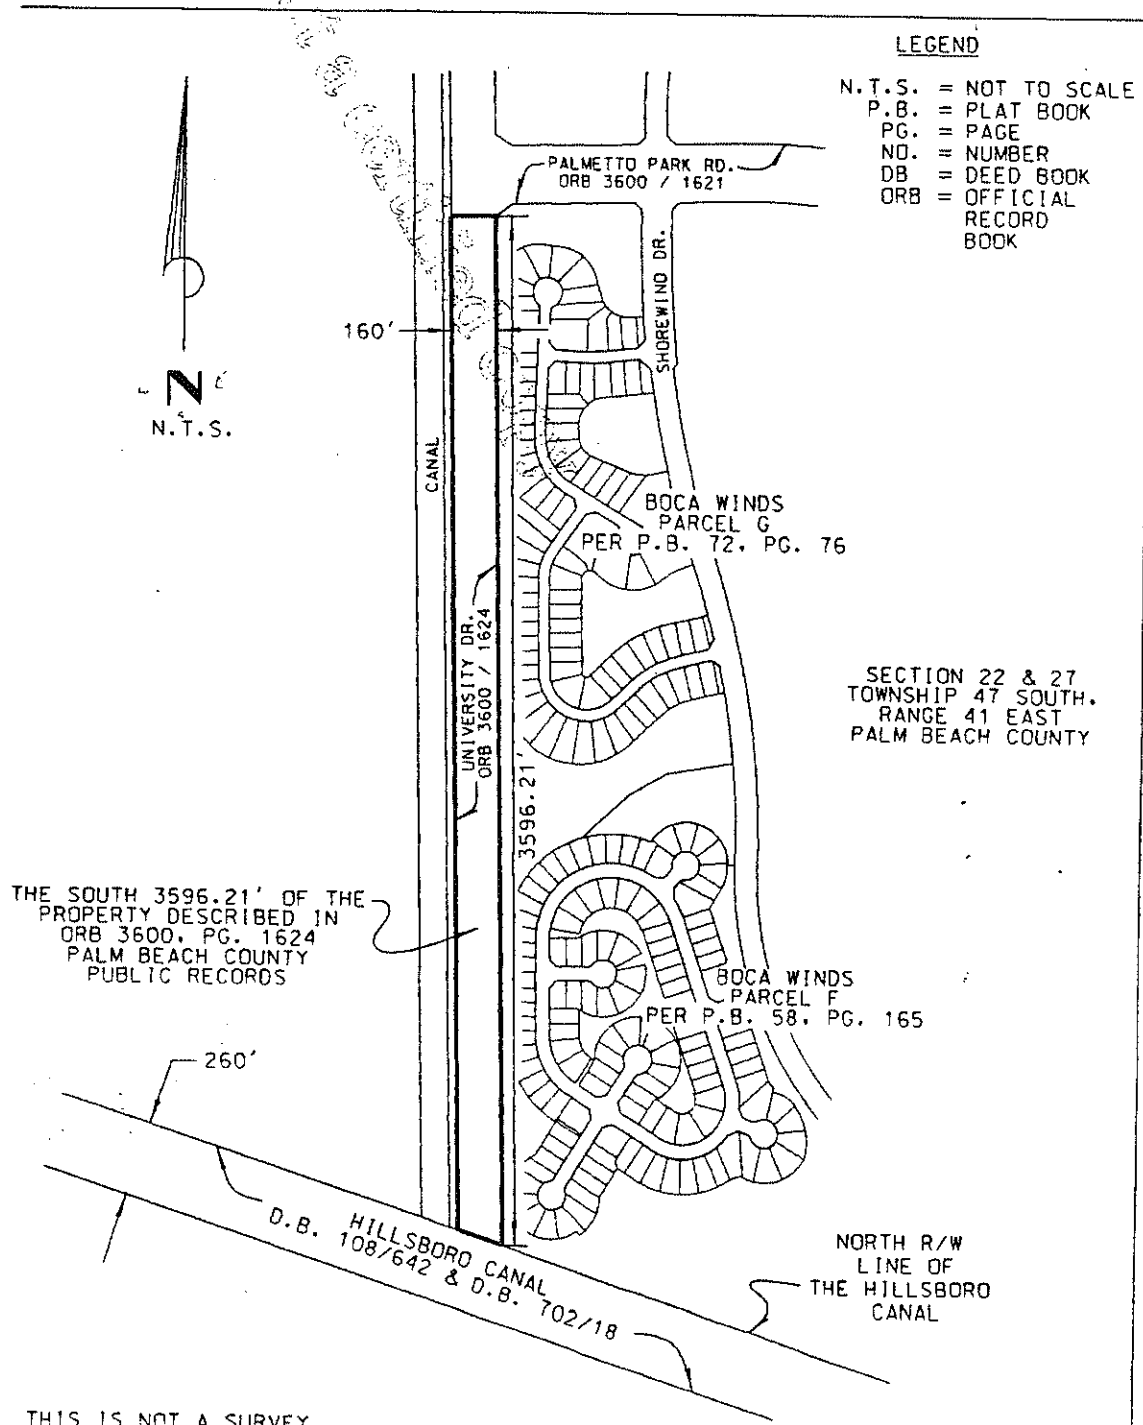 LEGEND
N.T.S. = NOT TO SCALE
P.B. = PLAT BOOK
PG. = PAGE
NO. = NUMBER
DB = DEED BOOK
ORB = OFFICIAL
RECORD
BOOK
PALMETTO PARK RD.
ORB 3600 / 1621
SHOREWIND DR.
160'
N
N.T.S.
CANAL
BOCA WINDS
PARCEL G
PER P.B. 72, PG. 76
UNIVERSITY DR.
ORB 3600 / 1624
3596.21'
SECTION 22 & 27
TOWNSHIP 47 SOUTH,
RANGE 41 EAST
PALM BEACH COUNTY
THE SOUTH 3596.21' OF THE
PROPERTY DESCRIBED IN
ORB 3600, PG. 1624
PALM BEACH COUNTY
PUBLIC RECORDS
BOCA WINDS
PARCEL F
PER P.B. 58, PG. 165
260'
HILLSBORO CANAL
D.B. 108/642 & D.B. 702/18
NORTH R/W
LINE OF
THE HILLSBORO
CANAL
THIS IS NOT A SURVEY